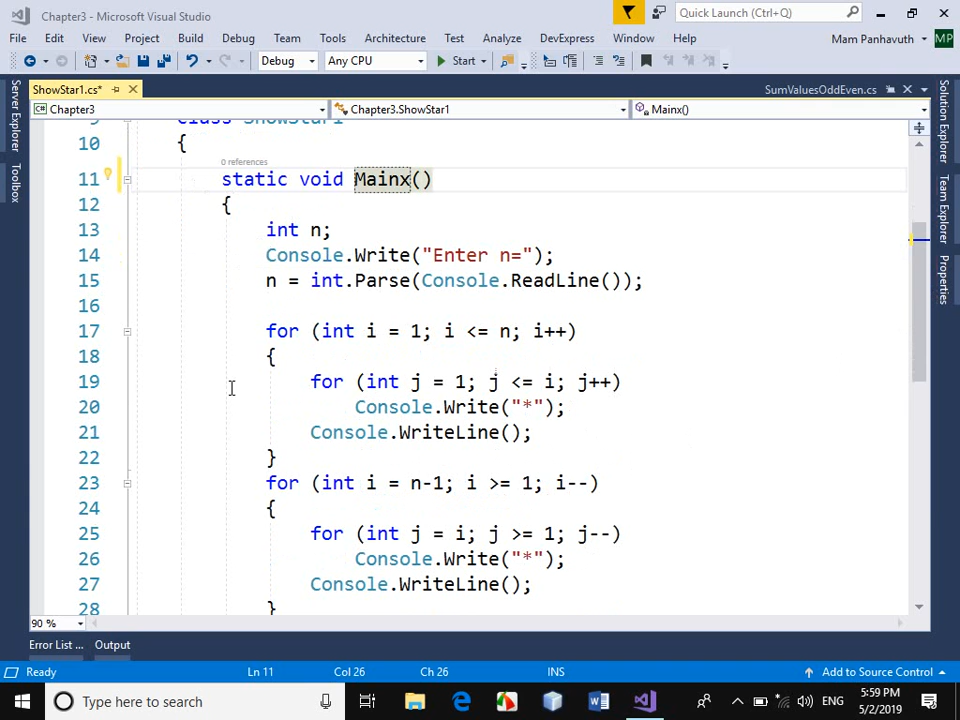 Chapter3 - Microsoft Visual Studio
Quick Launch (Ctrl+Q)
File Edit View Project Build Debug Team Tools Architecture Test Analyze DevExpress Window Help Mam Panhavuth MP
Debug Any CPU Start
ShowStar1.cs* SumValuesOddEven.cs
Chapter3 Chapter3.ShowStar1 Mainx()
Server Explorer
Toolbox
Solution Explorer
Team Explorer
Properties
9 class ShowStar1
10 {
0 references
11 static void Mainx()
12 {
13 int n;
14 Console.Write("Enter n=");
15 n = int.Parse(Console.ReadLine());
16
17 for (int i = 1; i <= n; i++)
18 {
19 for (int j = 1; j <= i; j++)
20 Console.Write("*");
21 Console.WriteLine();
22 }
23 for (int i = n-1; i >= 1; i--)
24 {
25 for (int j = i; j >= 1; j--)
26 Console.Write("*");
27 Console.WriteLine();
28 }
90 %
Error List ... Output
Ready Ln 11 Col 26 Ch 26 INS Add to Source Control
Type here to search
ENG
5:59 PM
5/2/2019